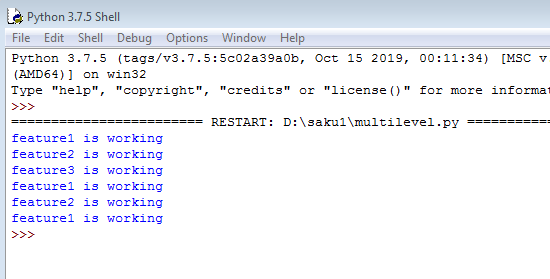 Python 3.7.5 Shell
File Edit Shell Debug Options Window Help
Python 3.7.5 (tags/v3.7.5:5c02a39a0b, Oct 15 2019, 00:11:34) [MSC v
(AMD64)] on win32
Type "help", "copyright", "credits" or "license()" for more informat
>>>
======================== RESTART: D:\saku1\multilevel.py ===========
feature1 is working
feature2 is working
feature3 is working
feature1 is working
feature2 is working
feature1 is working
>>>